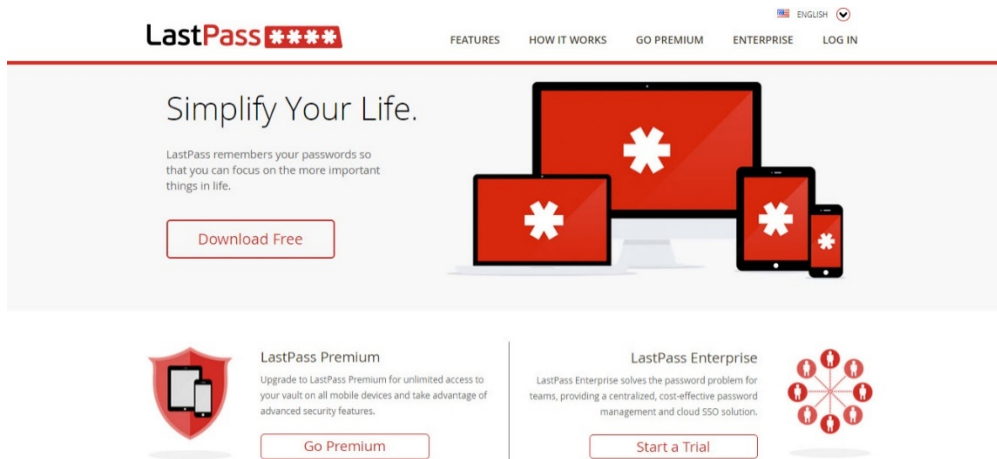 ENGLISH
LastPass ****
FEATURES HOW IT WORKS GO PREMIUM ENTERPRISE LOG IN
Simplify Your Life.
LastPass remembers your passwords so
that you can focus on the more important
things in life.
Download Free
LastPass Premium
Upgrade to LastPass Premium for unlimited access to
your vault on all mobile devices and take advantage of
advanced security features.
Go Premium
LastPass Enterprise
LastPass Enterprise solves the password problem for
teams, providing a centralized, cost-effective password
management and cloud SSO solution.
Start a Trial